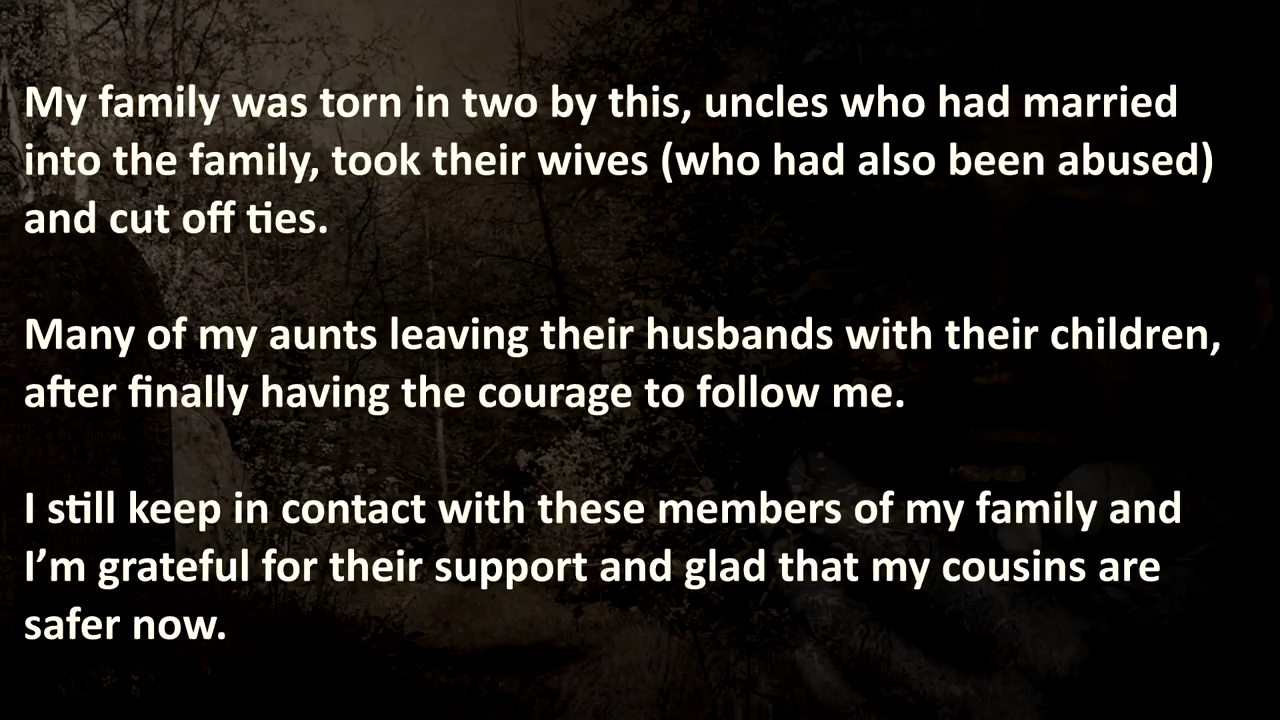 My family was torn in two by this, uncles who had married
into the family, took their wives (who had also been abused)
and cut off ties.
Many of my aunts leaving their husbands with their children,
after finally having the courage to follow me.
I still keep in contact with these members of my family and
I’m grateful for their support and glad that my cousins are
safer now.